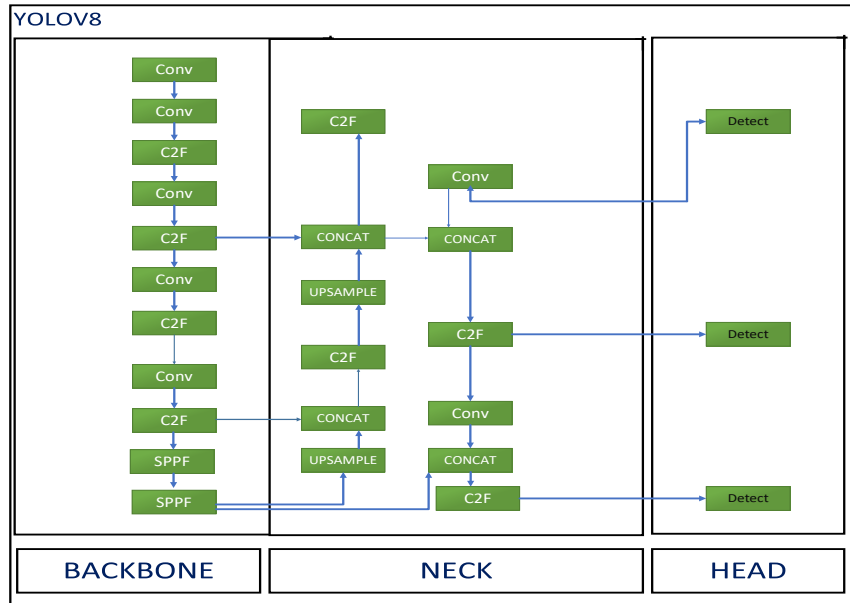 YOLOV8
Conv
Conv
C2F
Conv
C2F
Conv
C2F
Conv
C2F
SPPF
SPPF
C2F
CONCAT
UPSAMPLE
C2F
CONCAT
UPSAMPLE
Conv
CONCAT
C2F
Conv
CONCAT
C2F
Detect
Detect
Detect
BACKBONE
NECK
HEAD